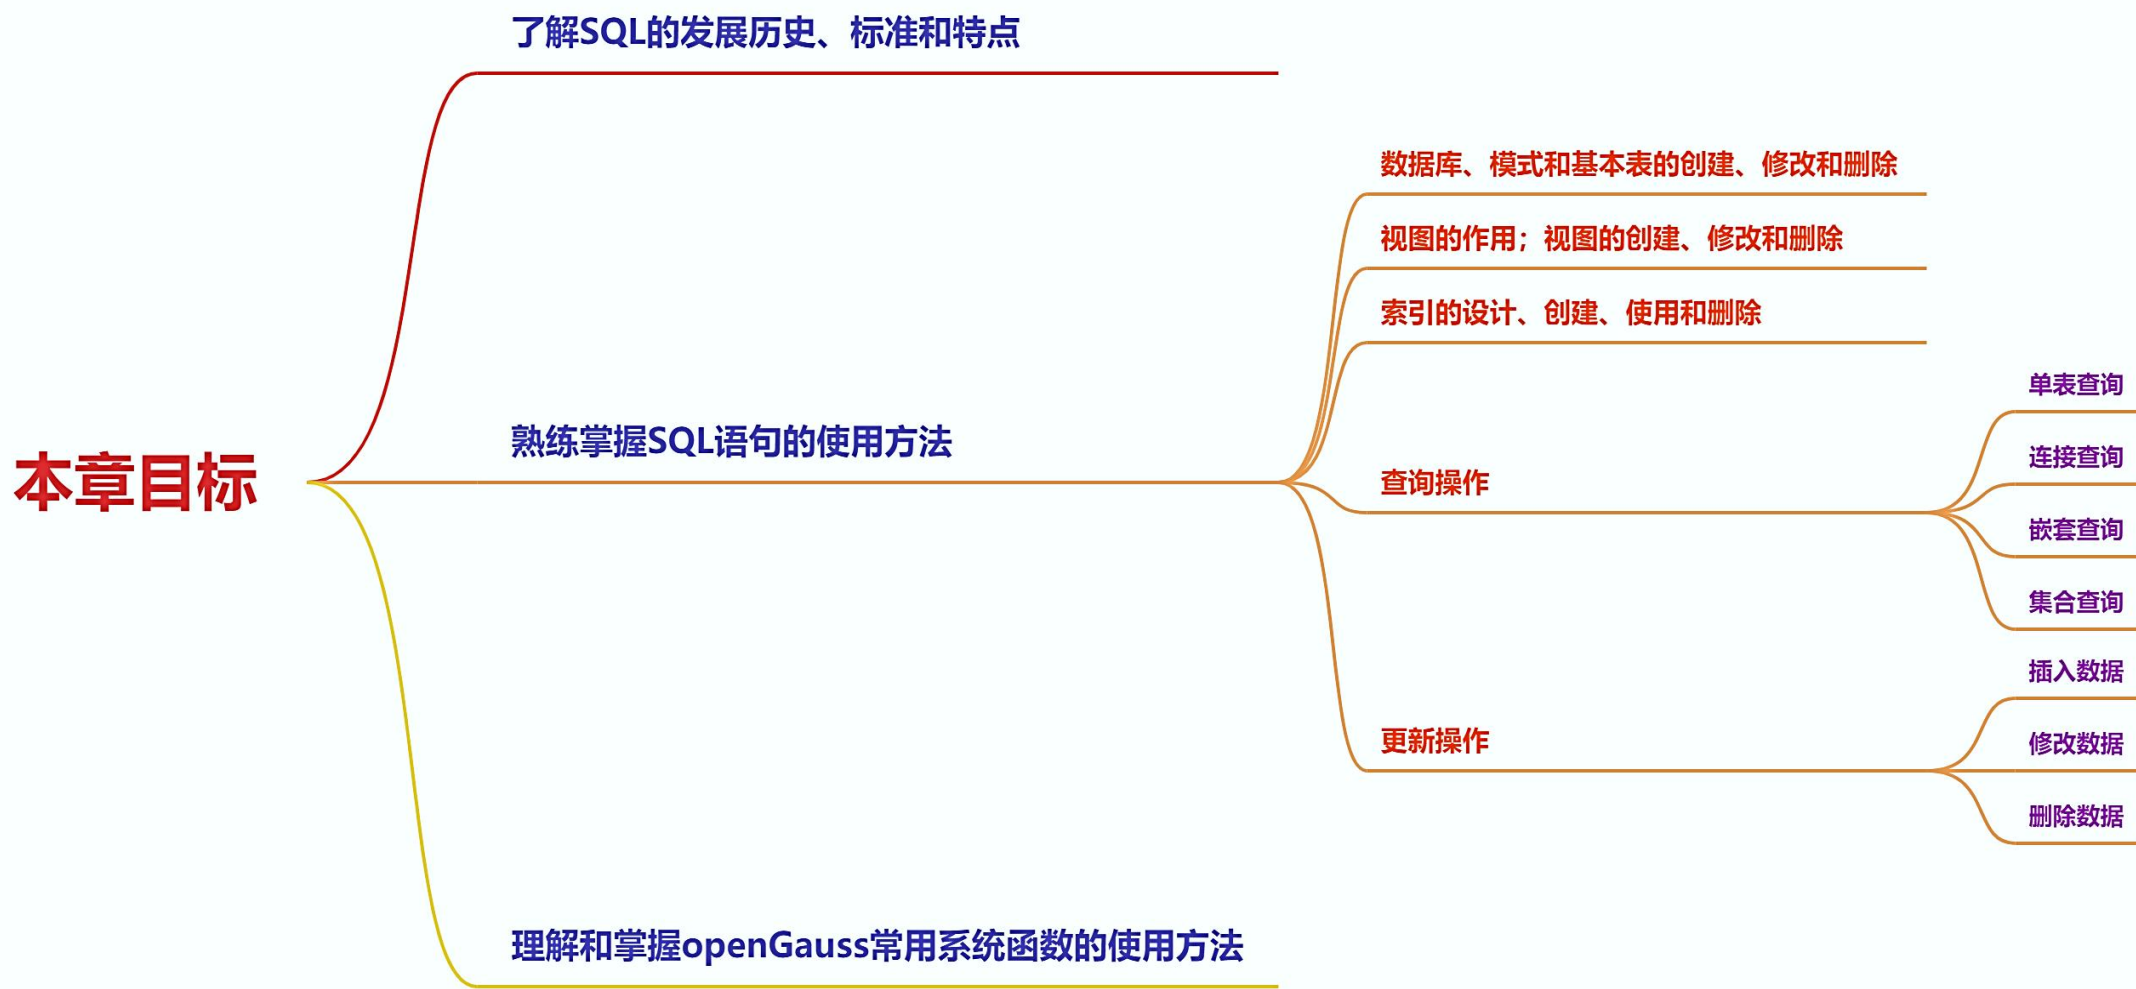 本章目标
了解SQL的发展历史、标准和特点
熟练掌握SQL语句的使用方法
数据库、模式和基本表的创建、修改和删除
视图的作用；视图的创建、修改和删除
索引的设计、创建、使用和删除
查询操作
单表查询
连接查询
嵌套查询
集合查询
更新操作
插入数据
修改数据
删除数据
理解和掌握openGauss常用系统函数的使用方法